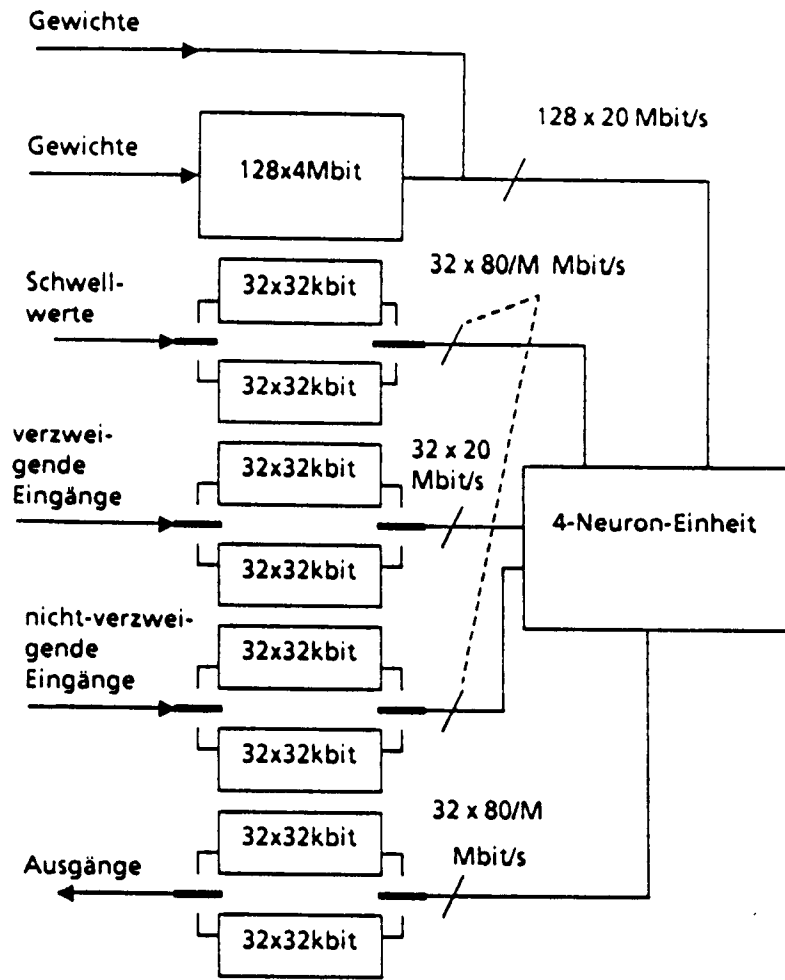 Gewichte
128 x 20 Mbit/s
Gewichte
128x4Mbit
32 x 80/M Mbit/s
Schwell-
werte
32x32kbit
32x32kbit
verzwei-
gende
Eingänge
32x32kbit
32x32kbit
32 x 20
Mbit/s
4-Neuron-Einheit
nicht-verzwei-
gende
Eingänge
32x32kbit
32x32kbit
32 x 80/M
Mbit/s
Ausgänge
32x32kbit
32x32kbit